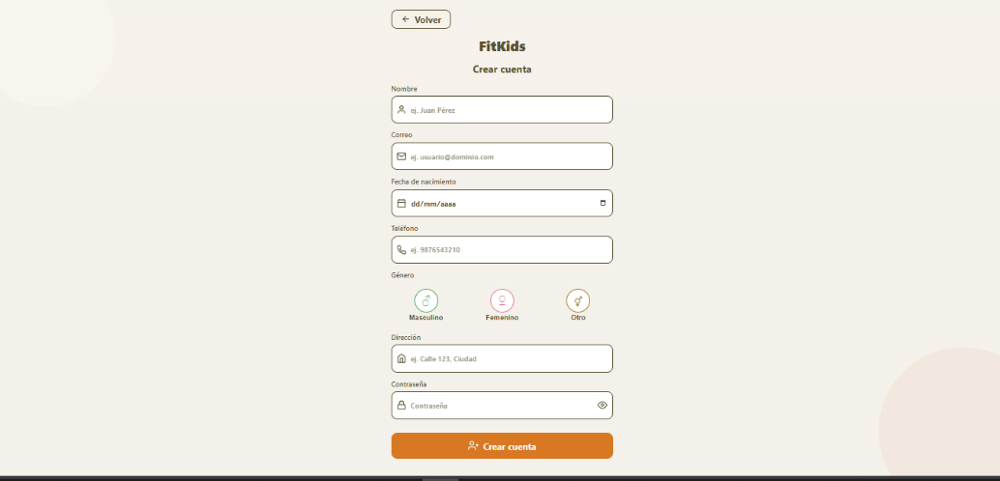 Volver
FitKids
Crear cuenta
Nombre
ej. Juan Pérez
Correo
ej. usuario@dominio.com
Fecha de nacimiento
dd/mm/aaaa
Teléfono
ej. 9876543210
Género
Masculino Femenino Otro
Dirección
ej. Calle 123, Ciudad
Contraseña
Contraseña
Crear cuenta